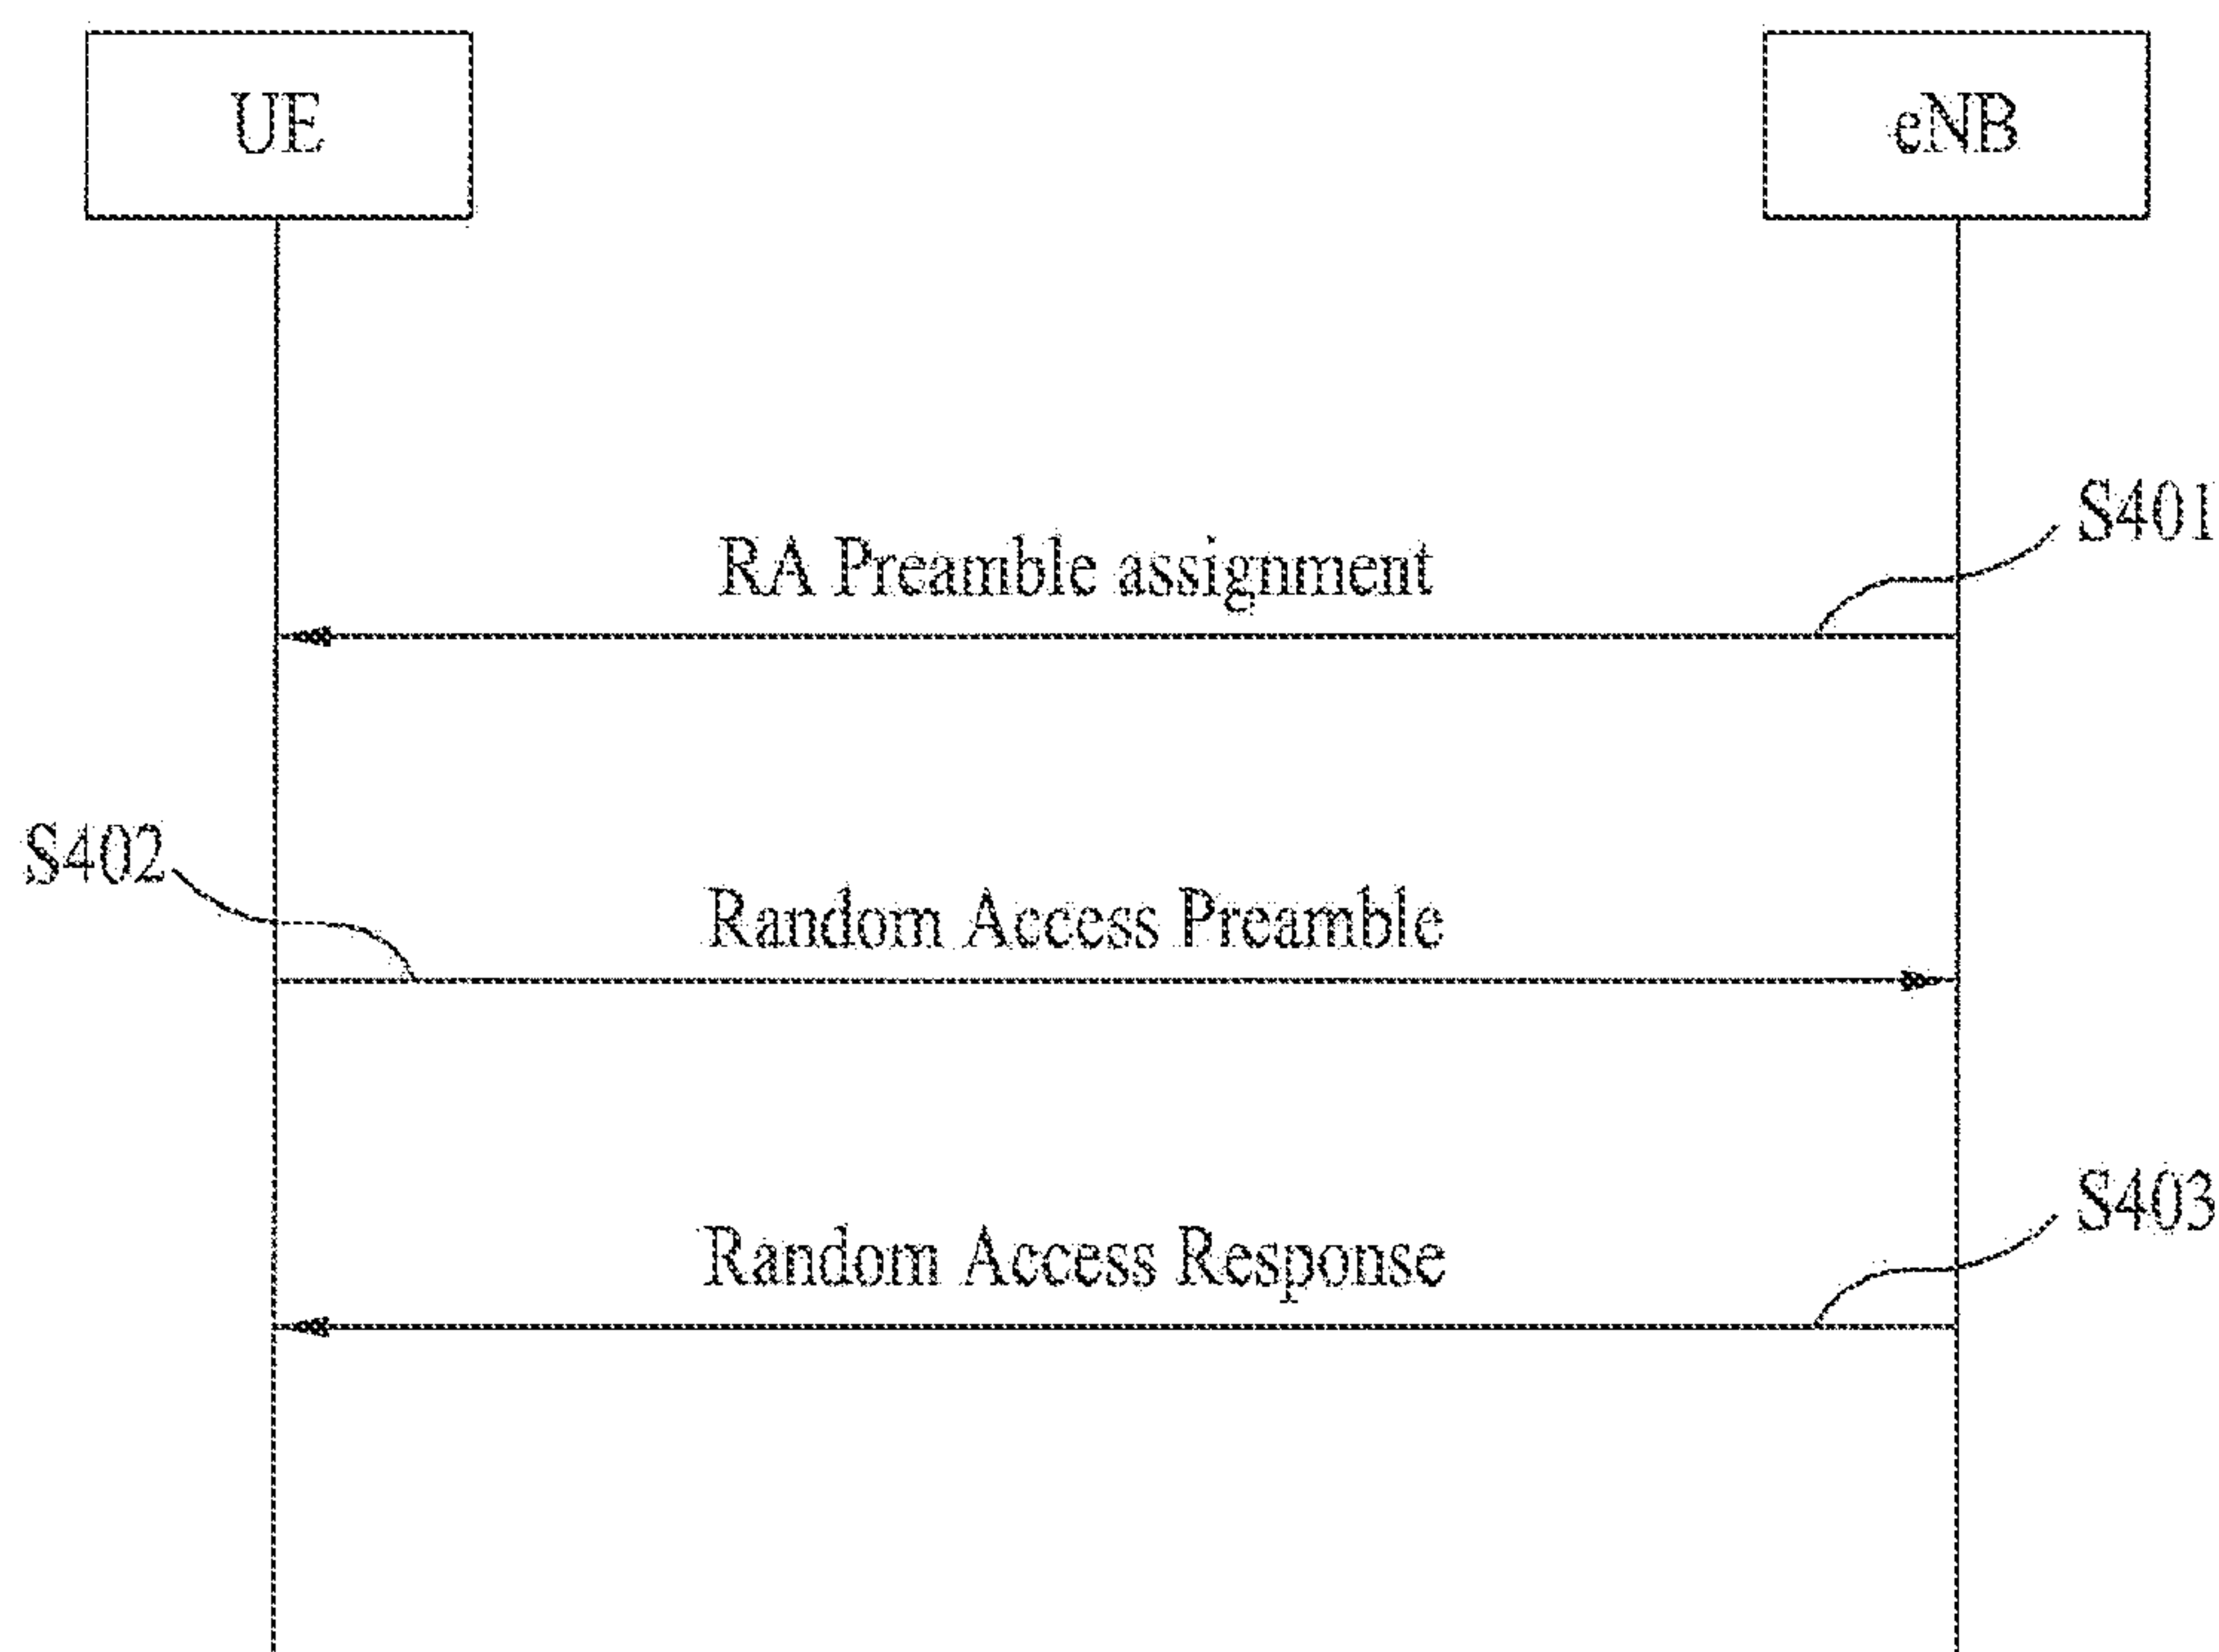 UE
eNB
S401
RA Preamble assignment
S402
Random Access Preamble
S403
Random Access Response